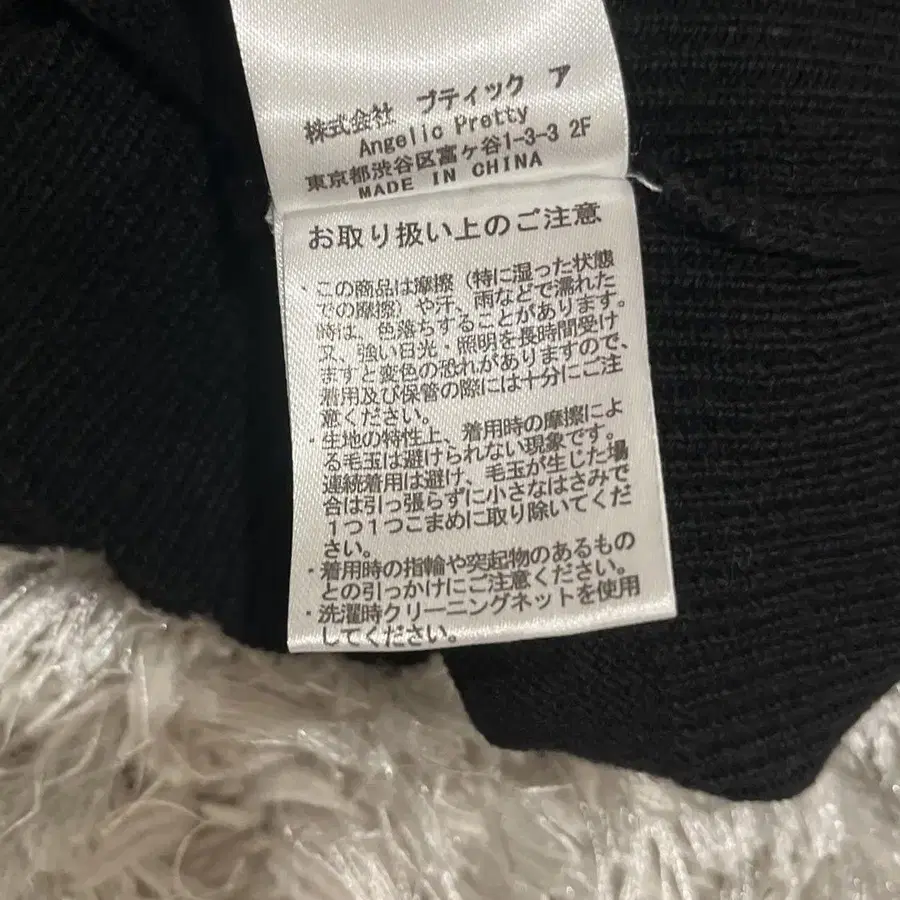 株式会社 ブティック ア
Angelic Pretty
東京都渋谷区富ヶ谷1-3-3 2F
MADE IN CHINA
お取り扱い上のご注意
・この商品は摩擦（特に湿った状態
での摩擦）や汗、雨などで濡れた
時は、色落ちすることがあります。
又、強い日光・照明を長時間受け
ますと変色の恐れがありますので、
着用及び保管の際には十分にご注
意ください。
・生地の特性上、着用時の摩擦によ
る毛玉は避けられない現象です。
連続着用は避け、毛玉が生じた場
合は引っ張らずに小さなはさみで
1つ1つこまめに取り除いてくだ
さい。
・着用時の指輪や突起物のあるもの
との引っかけにご注意ください。
・洗濯時クリーニングネットを使用
してください。